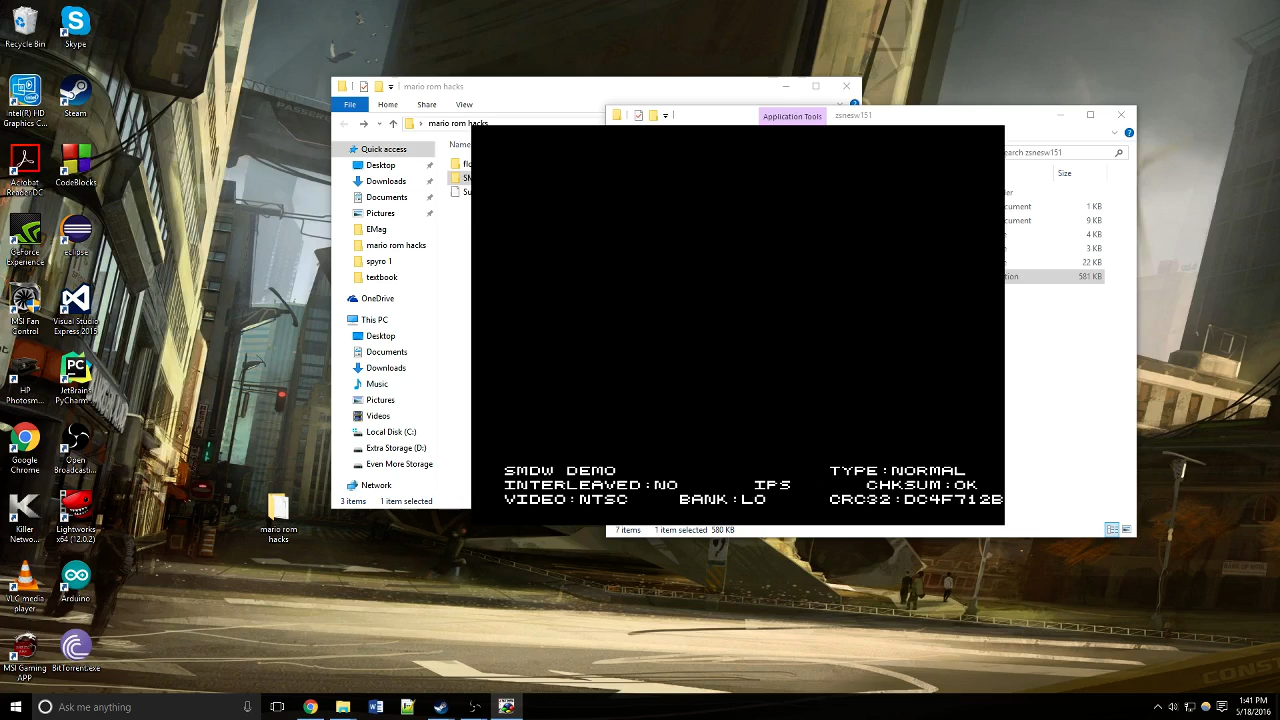 Recycle Bin
Skype
Intel(R) HD
Graphics C...
Steam
Acrobat
Reader DC
CodeBlocks
GeForce
Experience
eclipse
MSI Fan
Control
Visual Studio
Express 2015
HP
Photosm...
JetBrains
PyCharm...
Google
Chrome
Open
Broadcasti...
Killer
Netwo...
Lightworks
x64 (12.0.2)
VLC media
player
Arduino
MSI Gaming
APP
BitTorrent.exe
mario rom
hacks
mario rom hacks
File Home Share View
mario rom hacks
Quick access
Desktop
Downloads
Documents
Pictures
EMag
mario rom hacks
spyro 1
textbook
OneDrive
This PC
Desktop
Documents
Downloads
Music
Pictures
Videos
Local Disk (C:)
Extra Storage (D:)
Even More Storage
Network
3 items 1 item selected
Name
Application Tools zsnesw151
earch zsnesw151
Size
der
cument 1 KB
cument 9 KB
4 KB
3 KB
22 KB
tion 581 KB
7 items 1 item selected 580 KB
SMDW DEMO TYPE:NORMAL
INTERLEAVED:NO IPS CHKSUM:OK
VIDEO:NTSC BANK:LO CRC32:DC4F712B
Ask me anything
1:41 PM
5/18/2016